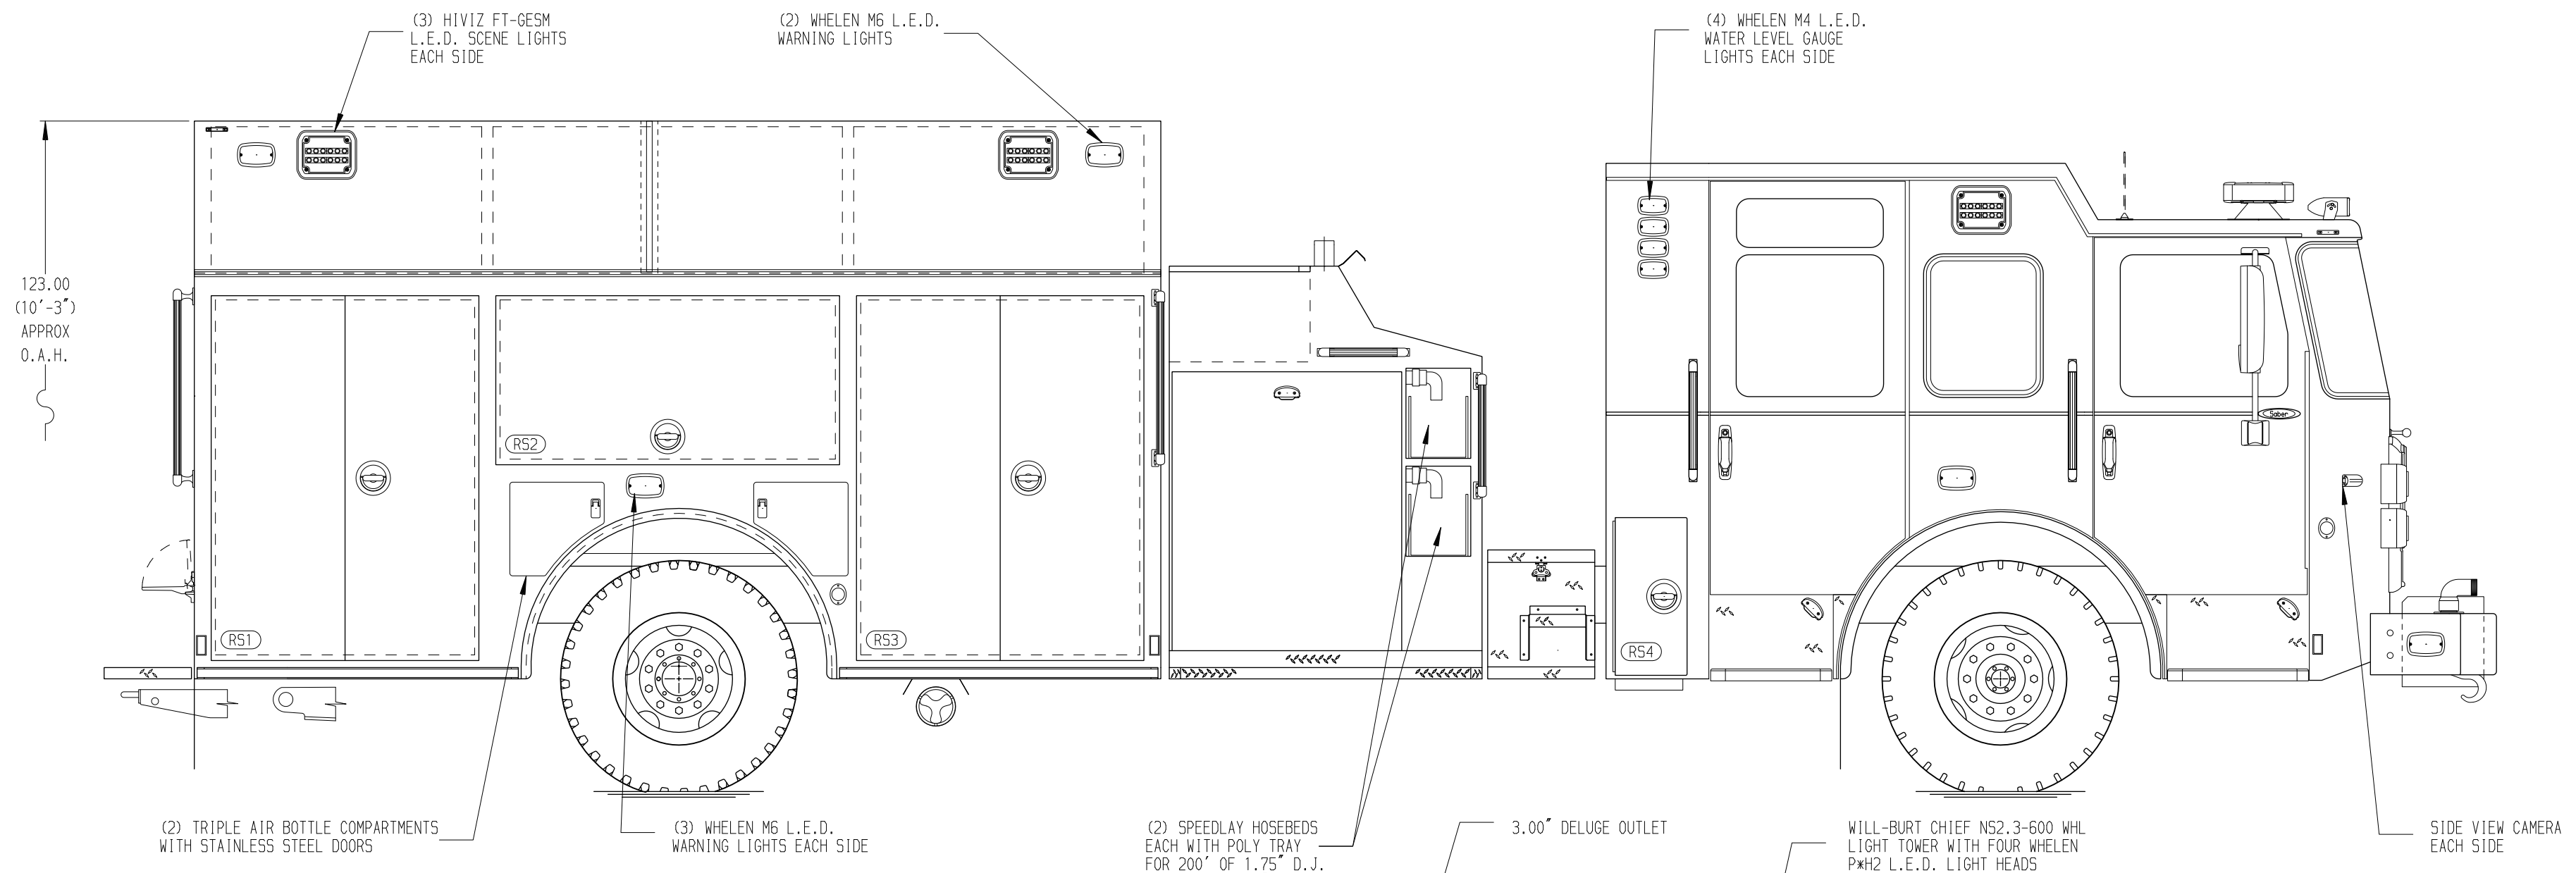 (3) HIVIZ FT-GESM
L.E.D. SCENE LIGHTS
EACH SIDE
(2) WHELEN M6 L.E.D.
WARNING LIGHTS
(4) WHELEN M4 L.E.D.
WATER LEVEL GAUGE
LIGHTS EACH SIDE
123.00
(10'-3")
APPROX
O.A.H.
Saber
RS2
RS1
RS3
RS4
(2) TRIPLE AIR BOTTLE COMPARTMENTS
WITH STAINLESS STEEL DOORS
(3) WHELEN M6 L.E.D.
WARNING LIGHTS EACH SIDE
(2) SPEEDLAY HOSEBEDS
EACH WITH POLY TRAY
FOR 200' OF 1.75" D.J.
3.00" DELUGE OUTLET
WILL-BURT CHIEF NS2.3-600 WHL
LIGHT TOWER WITH FOUR WHELEN
P*H2 L.E.D. LIGHT HEADS
SIDE VIEW CAMERA
EACH SIDE